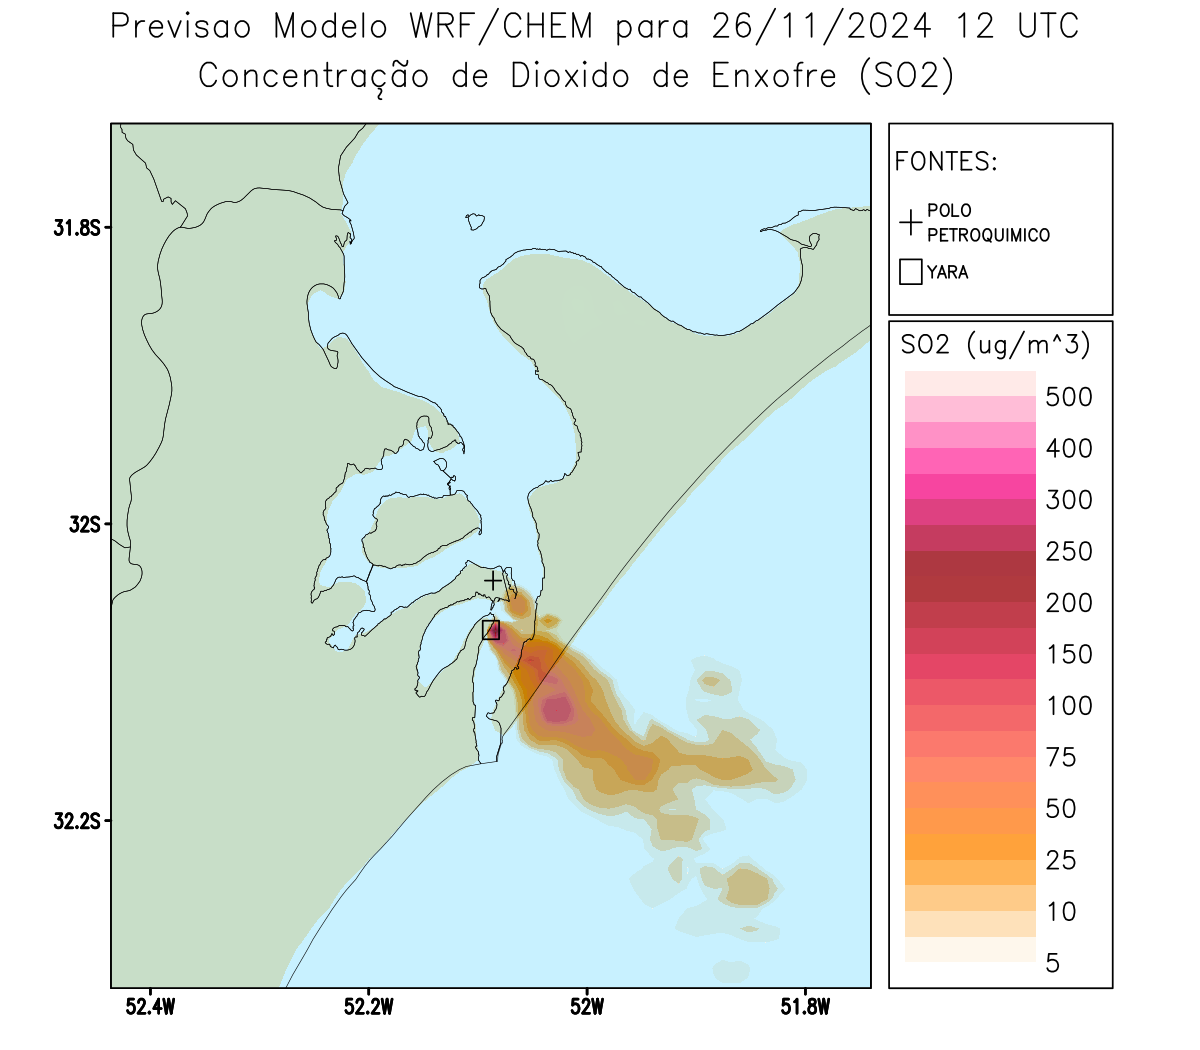 Previsao Modelo WRF/CHEM para 26/11/2024 12 UTC
Concentração de Dioxido de Enxofre (SO2)
FONTES:
POLO
PETROQUIMICO
YARA
SO2 (ug/m^3)
500
400
300
250
200
150
100
75
50
25
10
5
31.8S
32S
32.2S
52.4W
52.2W
52W
51.8W